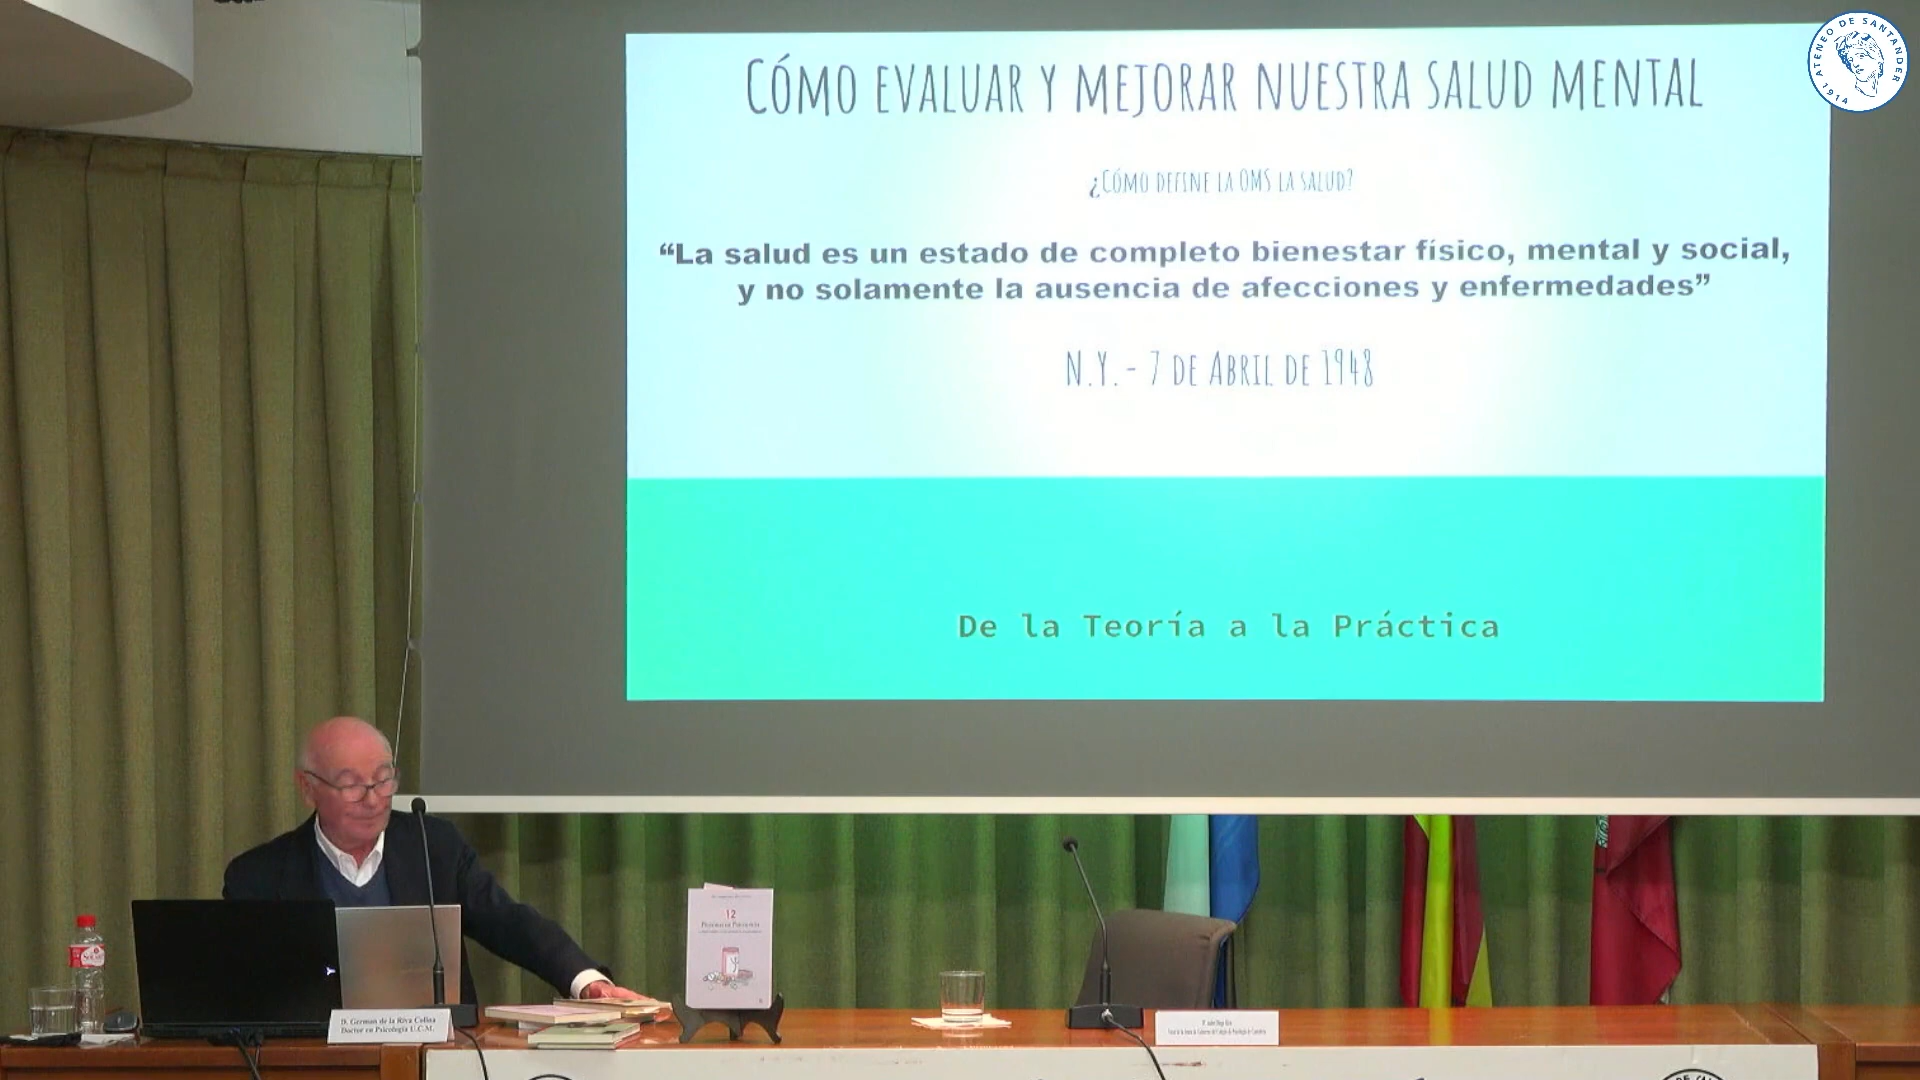 CÓMO EVALUAR Y MEJORAR NUESTRA SALUD MENTAL
¿CÓMO DEFINE LA OMS LA SALUD?
“La salud es un estado de completo bienestar físico, mental y social,
y no solamente la ausencia de afecciones y enfermedades”
N.Y. - 7 DE ABRIL DE 1948
De la Teoría a la Práctica
ATENEO DE SANTANDER
1914
12
D. German de la Riva Colina
Doctor en Psicología U.C.M.